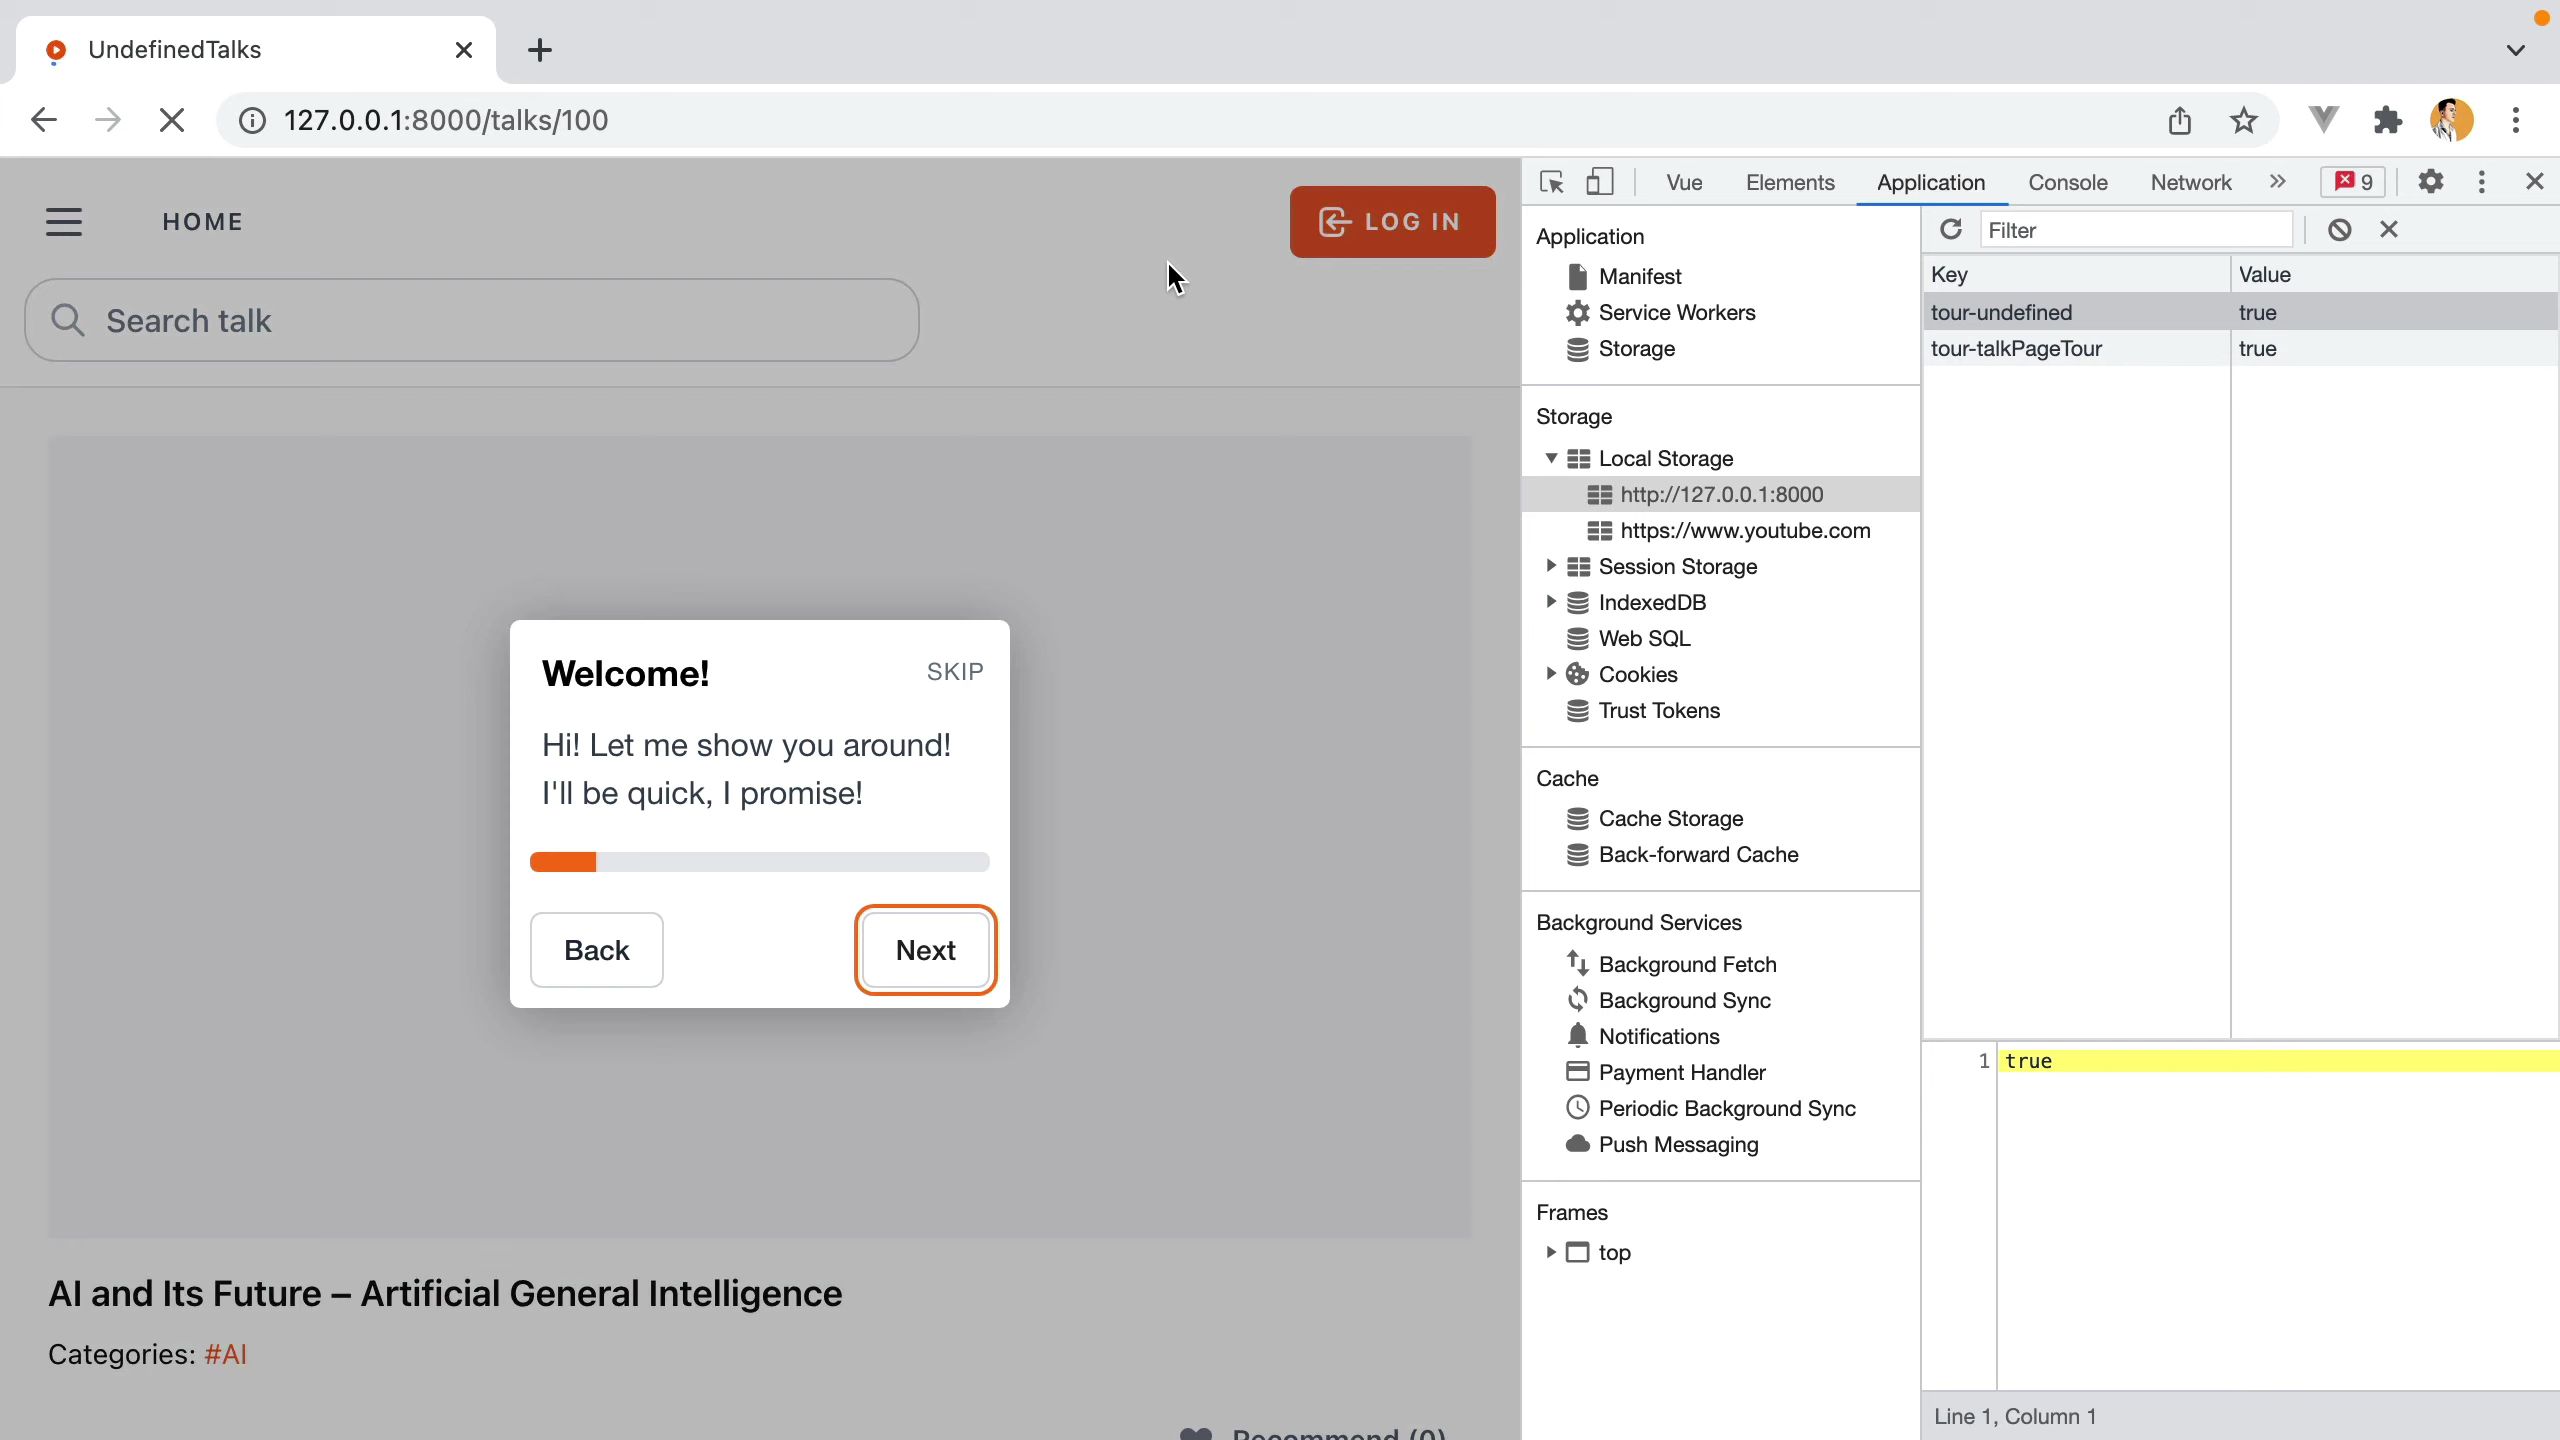 UndefinedTalks
127.0.0.1:8000/talks/100
HOME
LOG IN
Search talk
Welcome!
SKIP
Hi! Let me show you around!
I'll be quick, I promise!
Back
Next
AI and Its Future – Artificial General Intelligence
Categories: #AI
Recommend (0)
Vue
Elements
Application
Console
Network
9
Application
Manifest
Service Workers
Storage
Storage
Local Storage
http://127.0.0.1:8000
https://www.youtube.com
Session Storage
IndexedDB
Web SQL
Cookies
Trust Tokens
Cache
Cache Storage
Back-forward Cache
Background Services
Background Fetch
Background Sync
Notifications
Payment Handler
Periodic Background Sync
Push Messaging
Frames
top
Filter
Key Value
tour-undefined true
tour-talkPageTour true
1 true
Line 1, Column 1